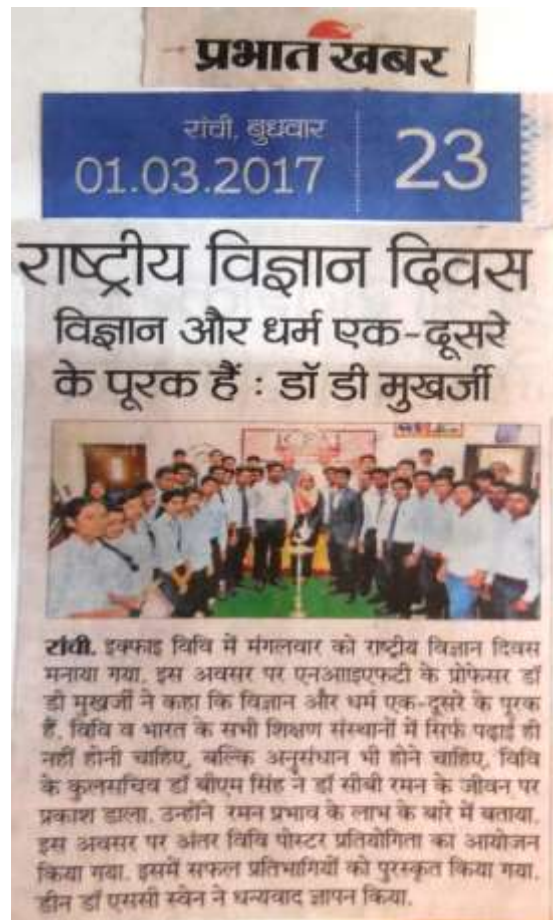 प्रभात खबर
रांची, बुधवार
01.03.2017
23
राष्ट्रीय विज्ञान दिवस
विज्ञान और धर्म एक-दूसरे
के पूरक हैं : डॉ डी मुखर्जी
रांची. इक्फाइ विवि में मंगलवार को राष्ट्रीय विज्ञान दिवस
मनाया गया. इस अवसर पर एनआइएफटी के प्रोफेसर डॉ
डी मुखर्जी ने कहा कि विज्ञान और धर्म एक-दूसरे के पूरक
हैं. विवि व भारत के सभी शिक्षण संस्थानों में सिर्फ पढ़ाई ही
नहीं होनी चाहिए, बल्कि अनुसंधान भी होने चाहिए. विवि
के कुलसचिव डॉ बीएम सिंह ने डॉ सीबी रमन के जीवन पर
प्रकाश डाला. उन्होंने रमन प्रभाव के लाभ के बारे में बताया.
इस अवसर पर अंतर विवि पोस्टर प्रतियोगिता का आयोजन
किया गया. इसमें सफल प्रतिभागियों को पुरस्कृत किया गया.
डीन डॉ एससी स्वेन ने धन्यवाद ज्ञापन किया.